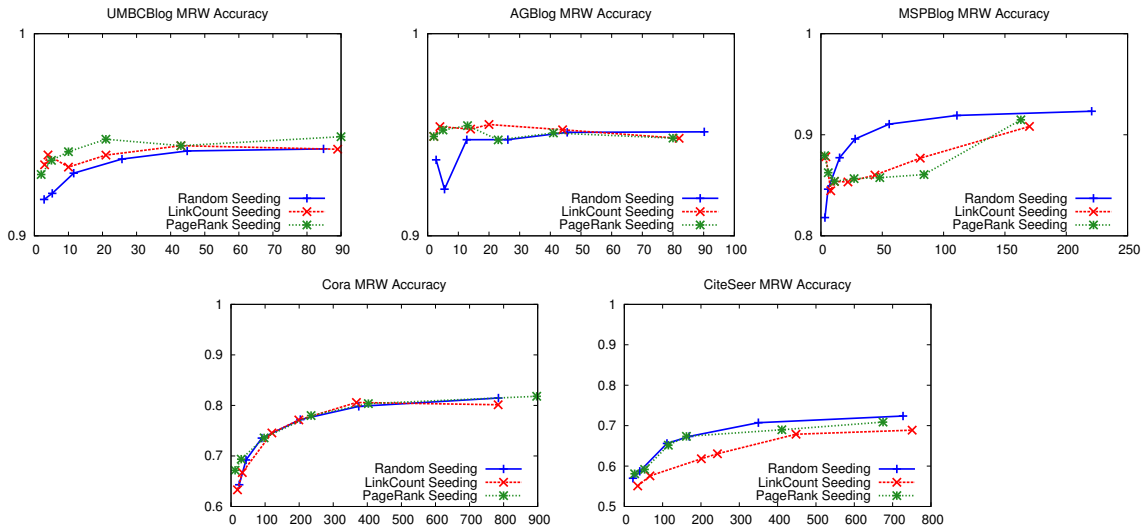 UMBCBlog MRW Accuracy
1
0.9
0 10 20 30 40 50 60 70 80 90
Random Seeding
LinkCount Seeding
PageRank Seeding
AGBlog MRW Accuracy
1
0.9
0 10 20 30 40 50 60 70 80 90 100
Random Seeding
LinkCount Seeding
PageRank Seeding
MSPBlog MRW Accuracy
1
0.9
0.8
0 50 100 150 200 250
Random Seeding
LinkCount Seeding
PageRank Seeding
Cora MRW Accuracy
1
0.9
0.8
0.7
0.6
0 100 200 300 400 500 600 700 800 900
Random Seeding
LinkCount Seeding
PageRank Seeding
CiteSeer MRW Accuracy
1
0.9
0.8
0.7
0.6
0.5
0 100 200 300 400 500 600 700 800
Random Seeding
LinkCount Seeding
PageRank Seeding